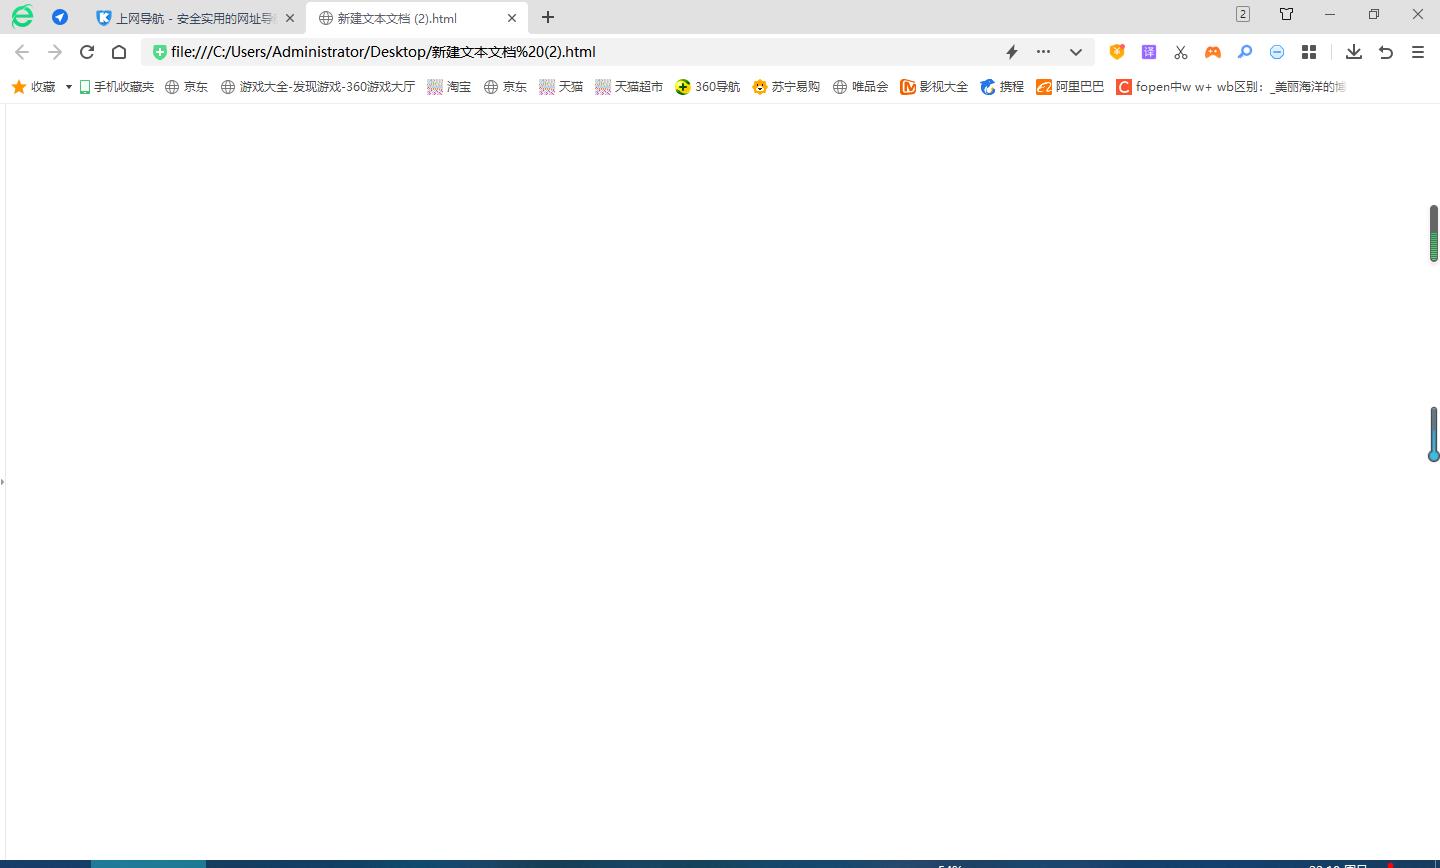 上网导航 - 安全实用的网址导
新建文本文档 (2).html
2
file:///C:/Users/Administrator/Desktop/新建文本文档%20(2).html
译
收藏 手机收藏夹 京东 游戏大全-发现游戏-360游戏大厅 淘宝 京东 天猫 天猫超市 360导航 苏宁易购 唯品会 影视大全 携程 阿里巴巴 fopen中w w+ wb区别：_美丽海洋的博